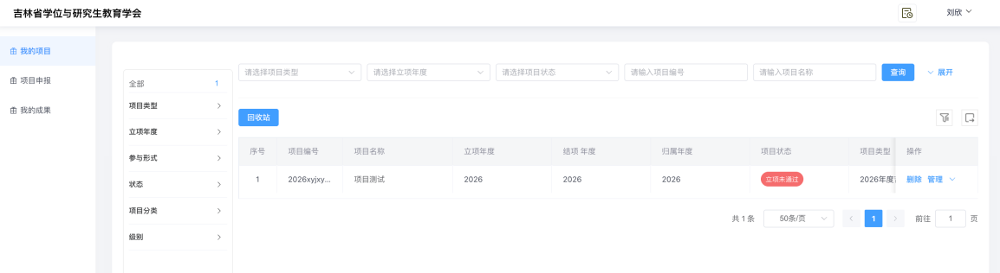 吉林省学位与研究生教育学会
刘欣
我的项目
项目申报
我的成果
全部 1
项目类型
立项年度
参与形式
状态
项目分类
级别
请选择项目类型 请选择立项年度 请选择项目状态 请输入项目编号 请输入项目名称 查询 展开
回收站
序号 项目编号 项目名称 立项年度 结项 年度 归属年度 项目状态 项目类型 操作
1 2026xyjxy... 项目测试 2026 2026 2026 立项未通过 2026年度 删除 管理
共 1 条 50条/页 1 前往 1 页